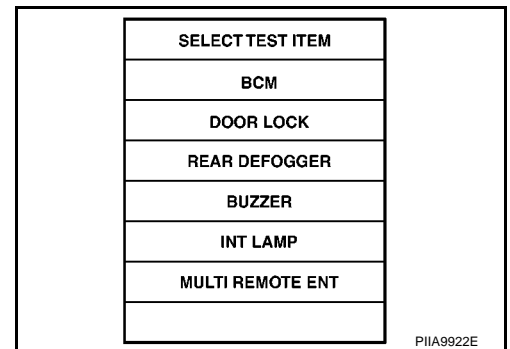 SELECT TEST ITEM
BCM
DOOR LOCK
REAR DEFOGGER
BUZZER
INT LAMP
MULTI REMOTE ENT
PIIA9922E